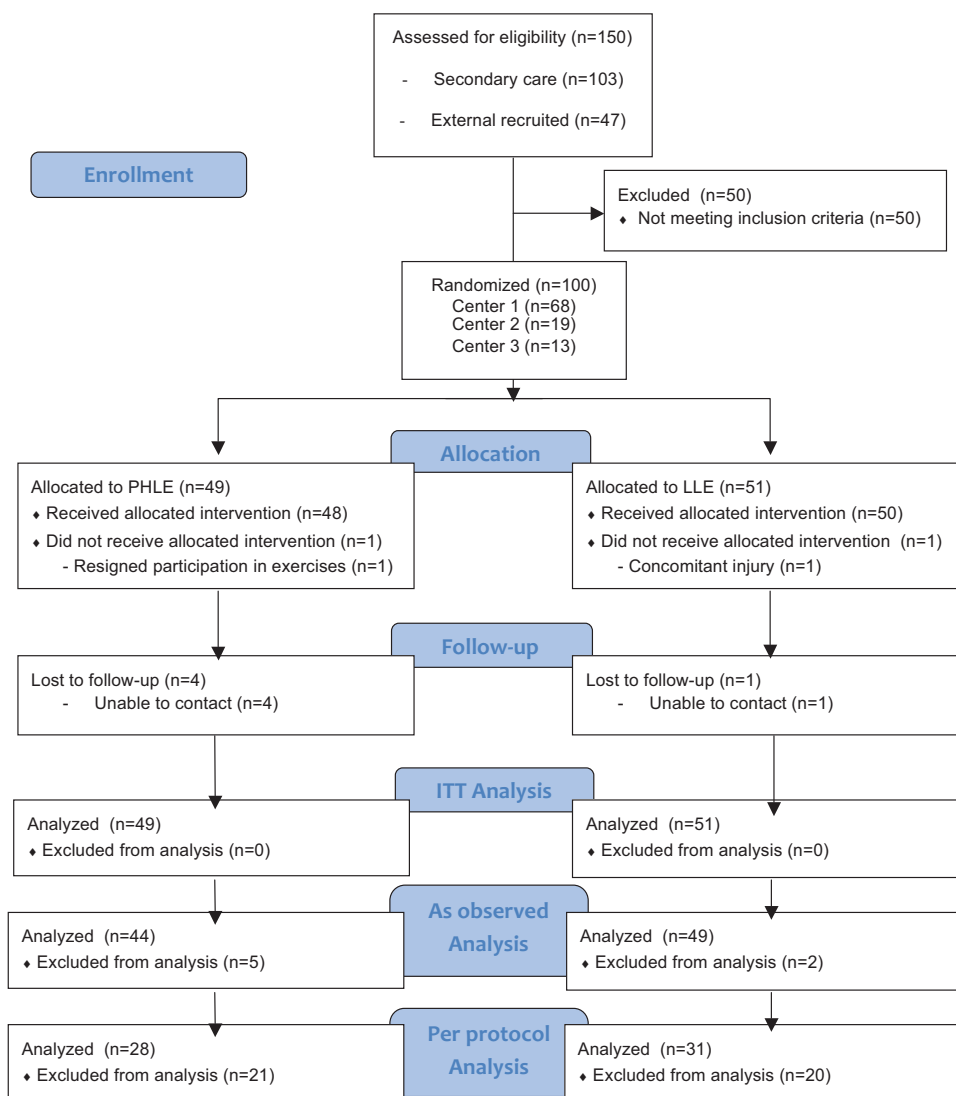 Assessed for eligibility (n=150)
- Secondary care (n=103)
- External recruited (n=47)
Enrollment
Excluded (n=50)
♦ Not meeting inclusion criteria (n=50)
Randomized (n=100)
Center 1 (n=68)
Center 2 (n=19)
Center 3 (n=13)
Allocation
Allocated to PHLE (n=49)
♦ Received allocated intervention (n=48)
♦ Did not receive allocated intervention (n=1)
- Resigned participation in exercises (n=1)
Allocated to LLE (n=51)
♦ Received allocated intervention (n=50)
♦ Did not receive allocated intervention (n=1)
- Concomitant injury (n=1)
Follow-up
Lost to follow-up (n=4)
- Unable to contact (n=4)
Lost to follow-up (n=1)
- Unable to contact (n=1)
ITT Analysis
Analyzed (n=49)
♦ Excluded from analysis (n=0)
Analyzed (n=51)
♦ Excluded from analysis (n=0)
As observed
Analysis
Analyzed (n=44)
♦ Excluded from analysis (n=5)
Analyzed (n=49)
♦ Excluded from analysis (n=2)
Per protocol
Analysis
Analyzed (n=28)
♦ Excluded from analysis (n=21)
Analyzed (n=31)
♦ Excluded from analysis (n=20)